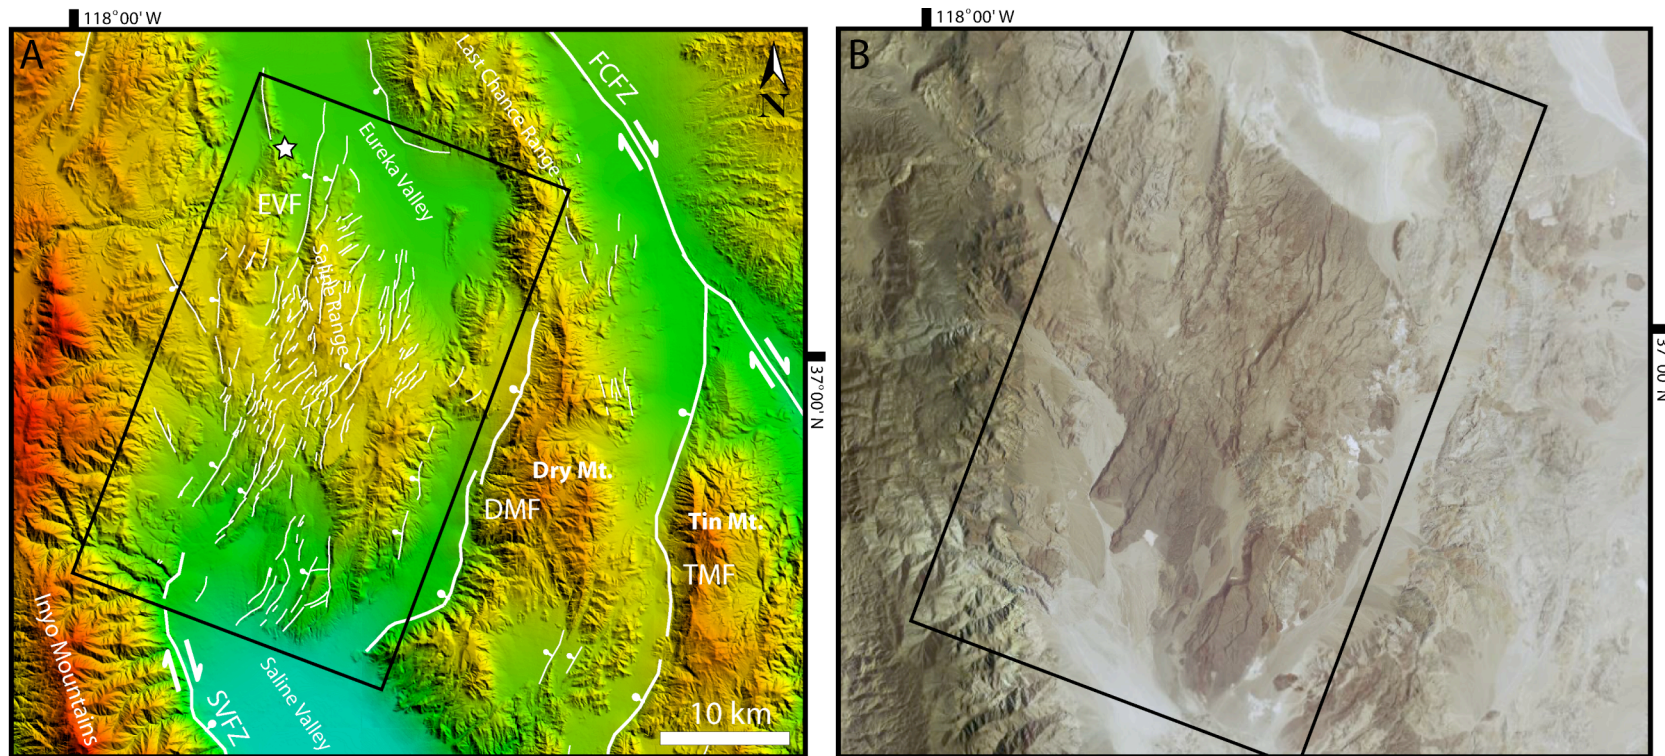 118°00' W
118°00' W
A
B
N
FCFZ
Last Chance Range
Eureka Valley
EVF
Saline Range
37°00' N
37°00' N
Dry Mt.
DMF
Tin Mt.
TMF
Inyo Mountains
SVFZ
Saline Valley
10 km